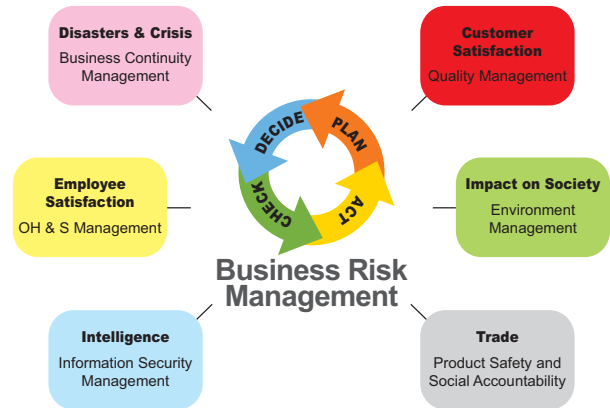 Disasters & Crisis
Business Continuity
Management
Customer
Satisfaction
Quality Management
DECIDE
PLAN
CHECK
ACT
Employee
Satisfaction
OH & S Management
Impact on Society
Environment
Management
Business Risk
Management
Intelligence
Information Security
Management
Trade
Product Safety and
Social Accountability